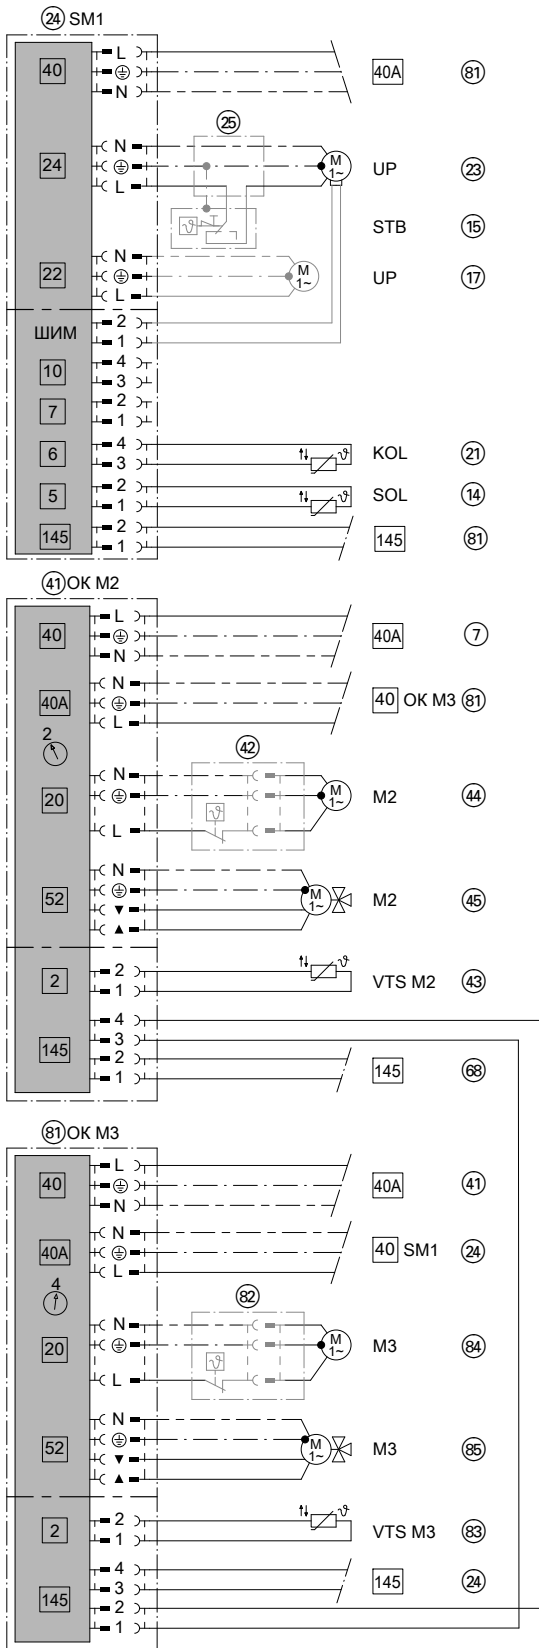 24 SM1
L
40 40A 81
N
25
N
24 M 1~ UP 23
L
ϑ STB 15
N
22 M 1~ UP 17
L
2
ШИМ
1
4
10
3
2
7
1
4
6 ϑ KOL 21
3
2
5 ϑ SOL 14
1
2
145 145 81
1
41 OK M2
L
40 40A 7
N
N
40A 40 OK M3 81
L
2
42
N
20 M 1~ M2 44
ϑ
L
N
52 M 1~ M2 45
▼
▲
2 ϑ
2 VTS M2 43
1
4
3
145
2 145 68
1
81 OK M3
L
40 40A 41
N
N
40A 40 SM1 24
L
4
82
N
20 M 1~ M3 84
ϑ
L
N
52 M 1~ M3 85
▼
▲
2 ϑ
2 VTS M3 83
1
4
3 145 24
145
2
1